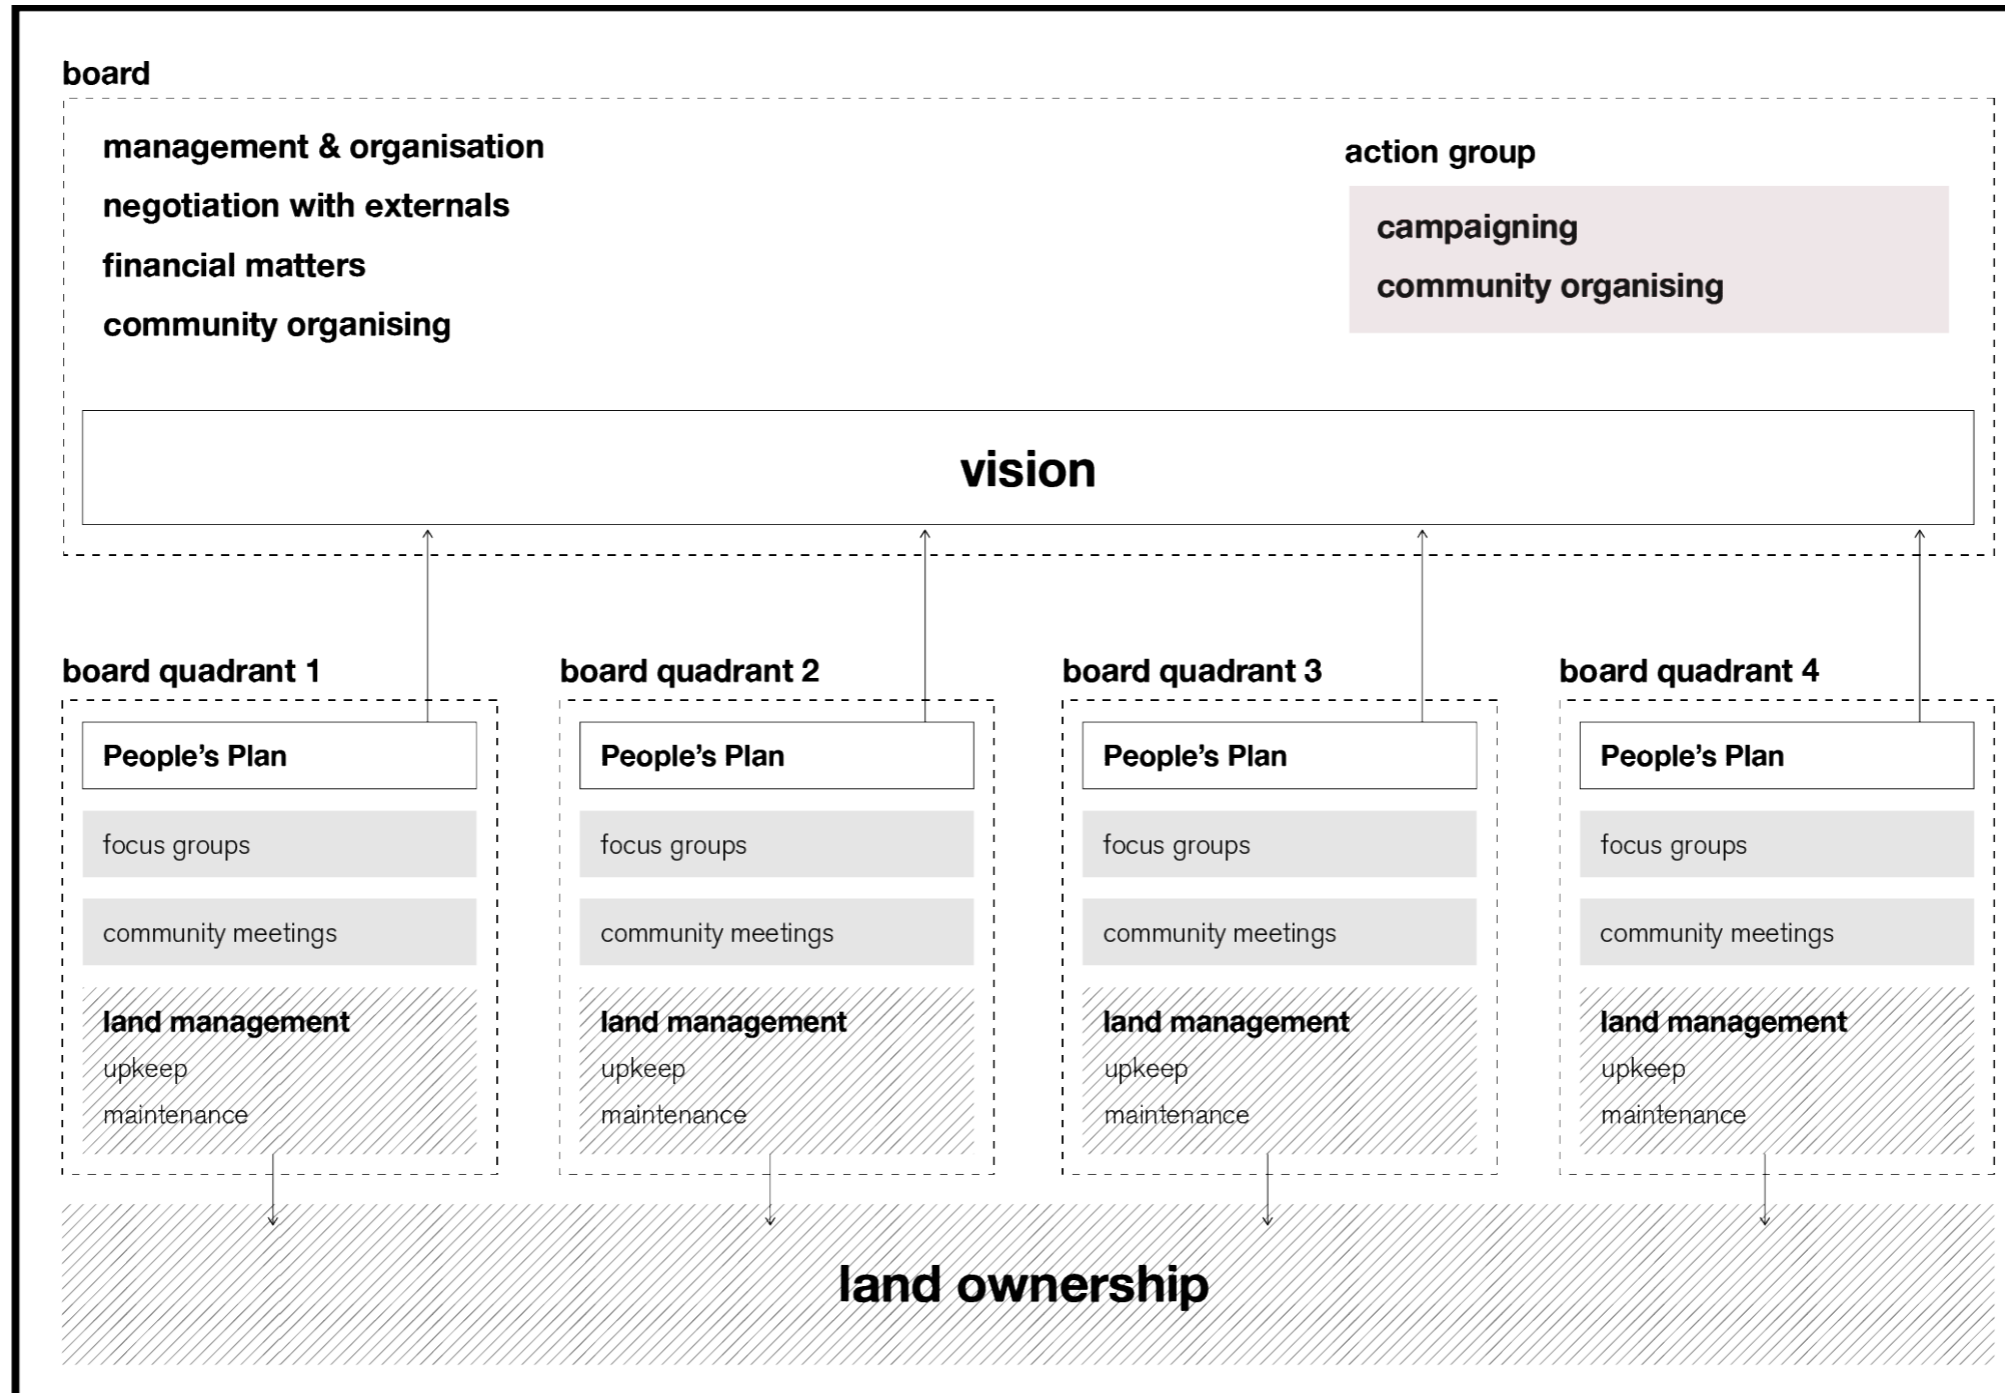 board
management & organisation
negotiation with externals
financial matters
community organising
action group
campaigning
community organising
vision
board quadrant 1
People’s Plan
focus groups
community meetings
land management
upkeep
maintenance
board quadrant 2
People’s Plan
focus groups
community meetings
land management
upkeep
maintenance
board quadrant 3
People’s Plan
focus groups
community meetings
land management
upkeep
maintenance
board quadrant 4
People’s Plan
focus groups
community meetings
land management
upkeep
maintenance
land ownership